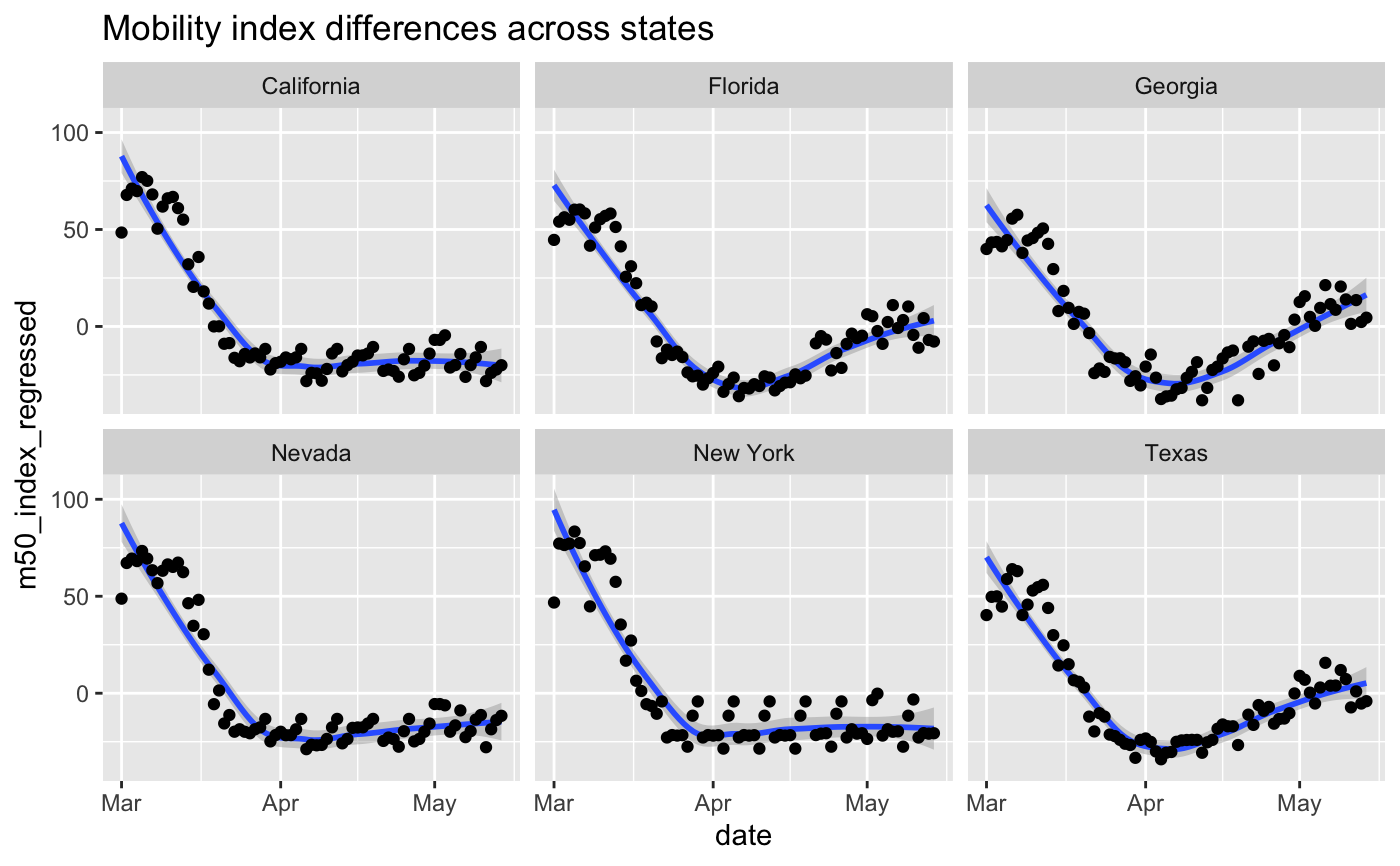 Mobility index differences across states
California
Florida
Georgia
100
50
0
Nevada
New York
Texas
100
50
0
m50_index_regressed
Mar
Apr
May
Mar
Apr
May
Mar
Apr
May
date